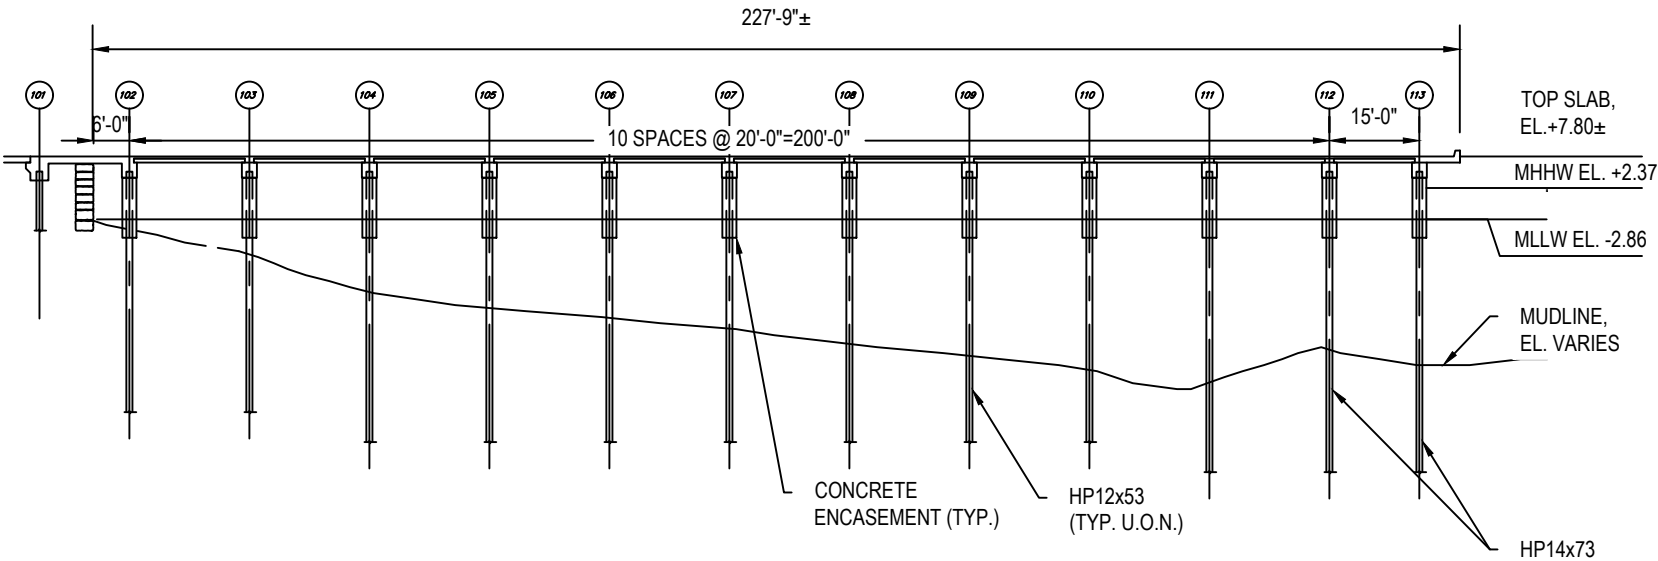 227'-9"±
101 102 103 104 105 106 107 108 109 110 111 112 113
6'-0"
10 SPACES @ 20'-0"=200'-0"
15'-0"
TOP SLAB,
EL.+7.80±
MHHW EL. +2.37
MLLW EL. -2.86
MUDLINE,
EL. VARIES
CONCRETE
ENCASEMENT (TYP.)
HP12x53
(TYP. U.O.N.)
HP14x73